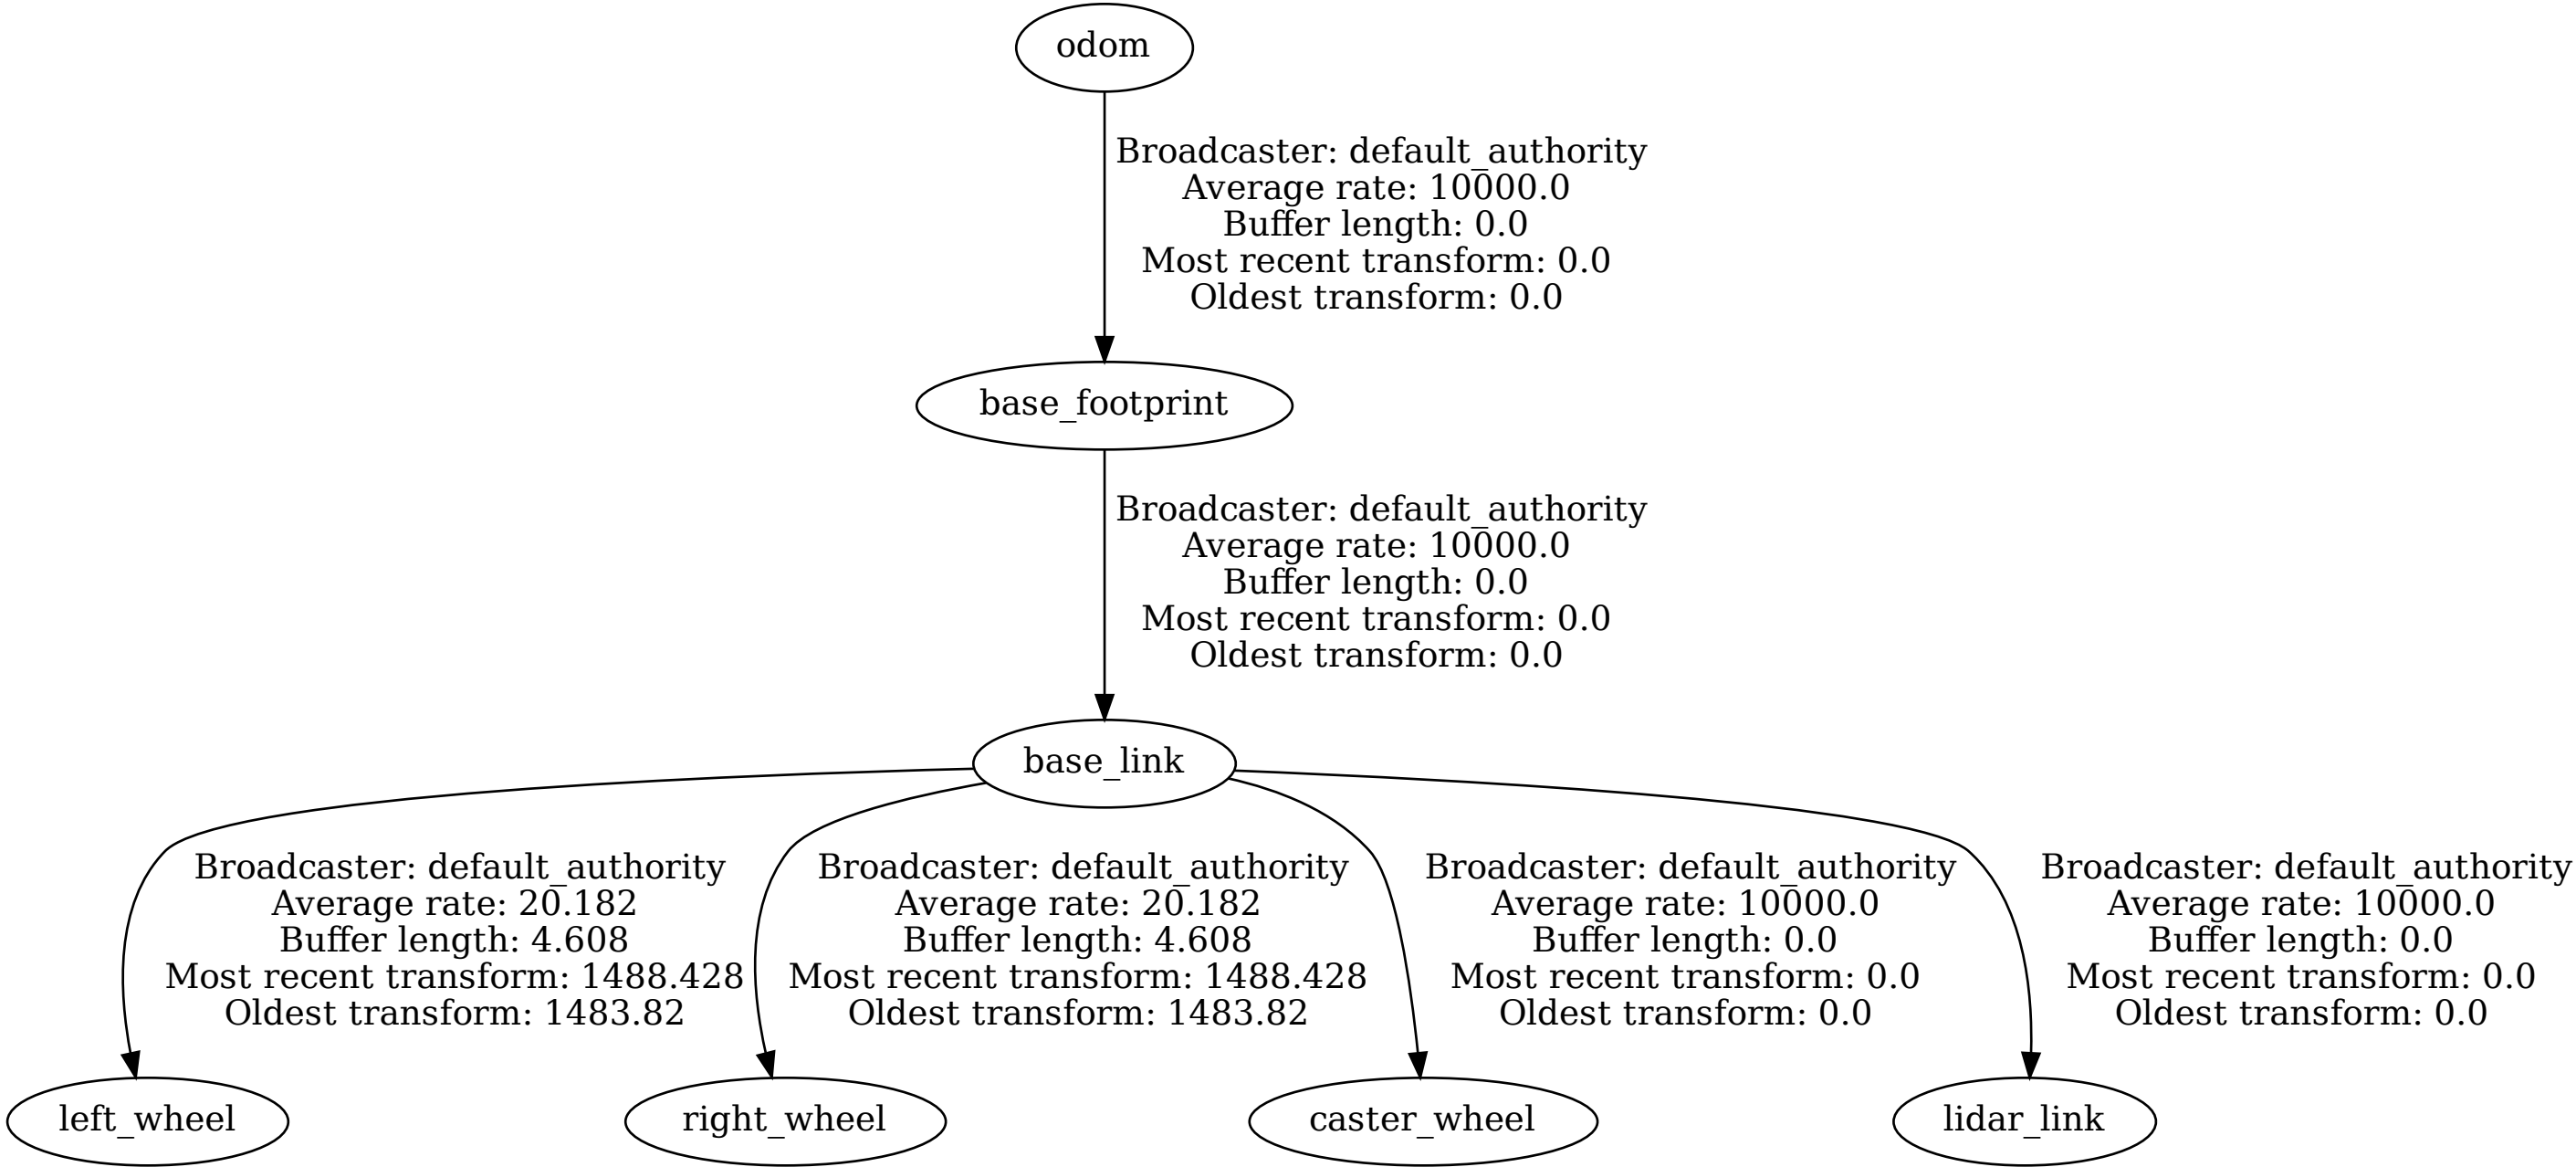 odom
Broadcaster: default_authority
Average rate: 10000.0
Buffer length: 0.0
Most recent transform: 0.0
Oldest transform: 0.0
base_footprint
Broadcaster: default_authority
Average rate: 10000.0
Buffer length: 0.0
Most recent transform: 0.0
Oldest transform: 0.0
base_link
Broadcaster: default_authority
Average rate: 20.182
Buffer length: 4.608
Most recent transform: 1488.428
Oldest transform: 1483.82
Broadcaster: default_authority
Average rate: 20.182
Buffer length: 4.608
Most recent transform: 1488.428
Oldest transform: 1483.82
Broadcaster: default_authority
Average rate: 10000.0
Buffer length: 0.0
Most recent transform: 0.0
Oldest transform: 0.0
Broadcaster: default_authority
Average rate: 10000.0
Buffer length: 0.0
Most recent transform: 0.0
Oldest transform: 0.0
left_wheel
right_wheel
caster_wheel
lidar_link